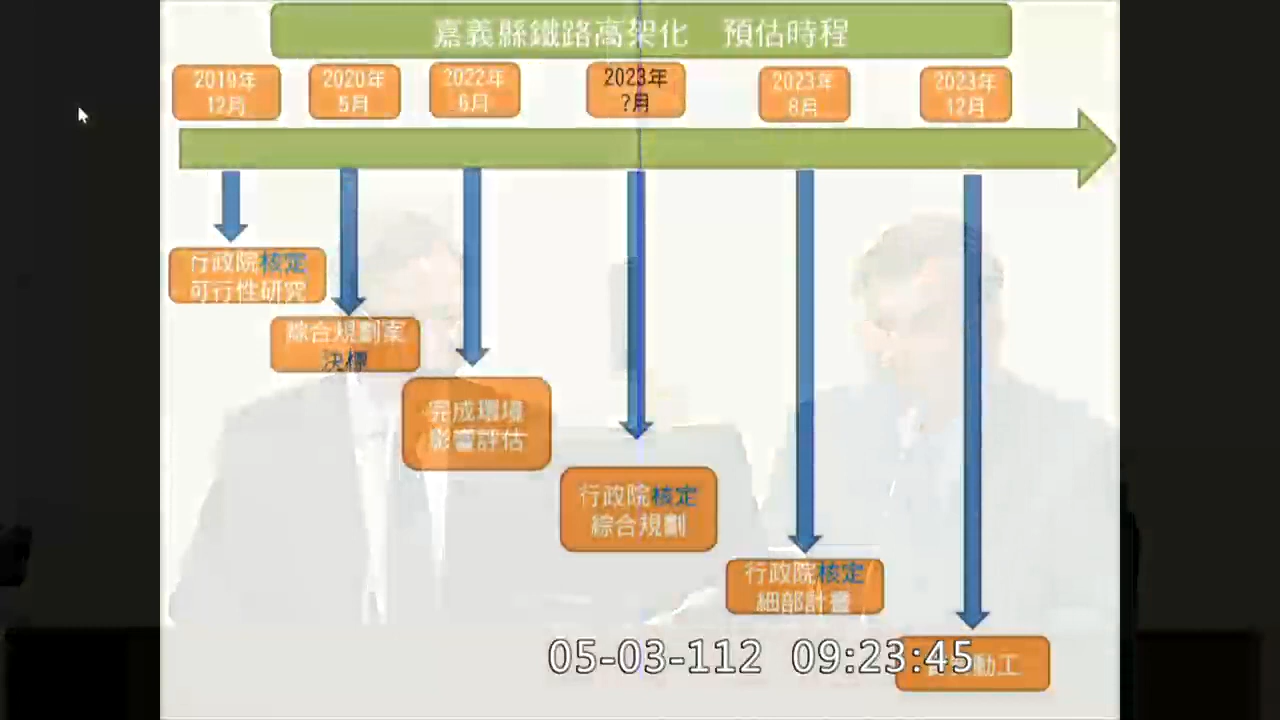 嘉義縣鐵路高架化 預估時程
2019年
12月
2020年
5月
2022年
6月
2023年
?月
2023年
8月
2023年
12月
行政院核定
可行性研究
綜合規劃案
決標
完成環境
影響評估
行政院核定
綜合規劃
行政院核定
細部計畫
動工
05-03-112 09:23:45